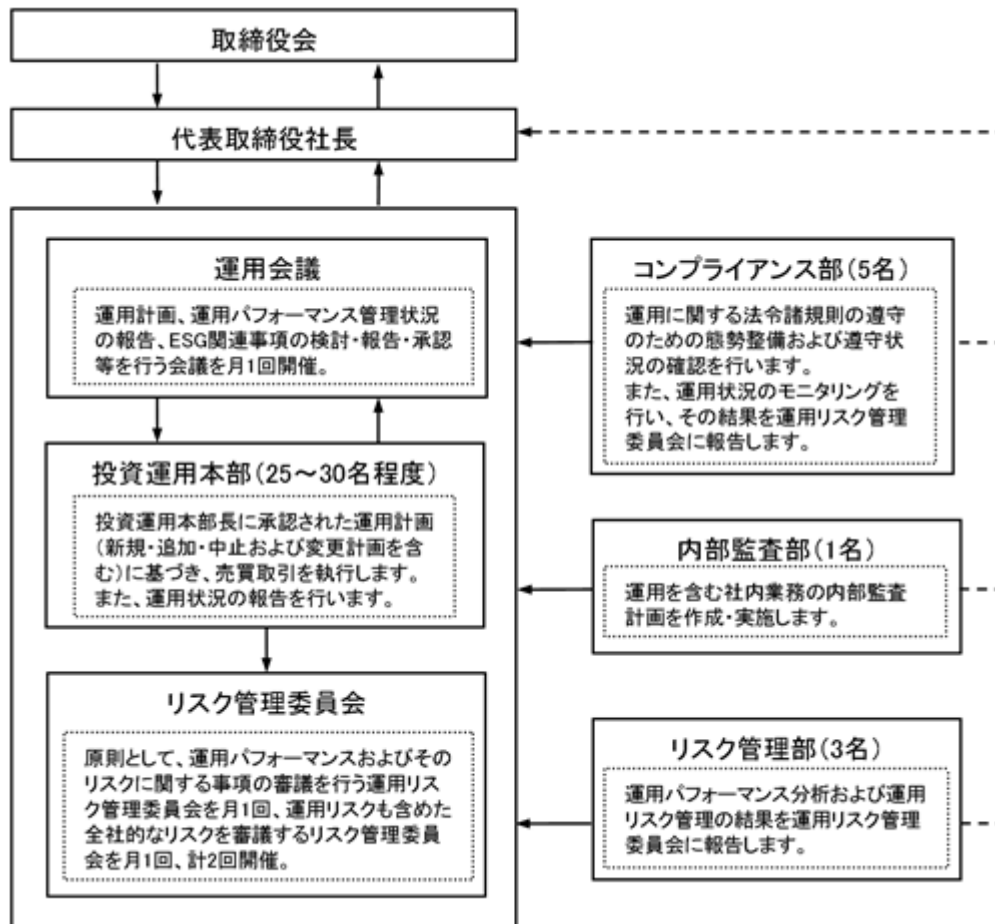 取締役会
代表取締役社長
運用会議
運用計画、運用パフォーマンス管理状況
の報告、ESG関連事項の検討・報告・承認
等を行う会議を月1回開催。
投資運用本部(25～30名程度)
投資運用本部長に承認された運用計画
(新規・追加・中止および変更計画を含
む)に基づき、売買取引を執行します。
また、運用状況の報告を行います。
リスク管理委員会
原則として、運用パフォーマンスおよびその
リスクに関する事項の審議を行う運用リス
ク管理委員会を月1回、運用リスクも含めた
全社的なリスクを審議するリスク管理委員
会を月1回、計2回開催。
コンプライアンス部(5名)
運用に関する法令諸規則の遵守
のための態勢整備および遵守状
況の確認を行います。
また、運用状況のモニタリングを
行い、その結果を運用リスク管理
委員会に報告します。
内部監査部(1名)
運用を含む社内業務の内部監査
計画を作成・実施します。
リスク管理部(3名)
運用パフォーマンス分析および運用
リスク管理の結果を運用リスク管理
委員会に報告します。